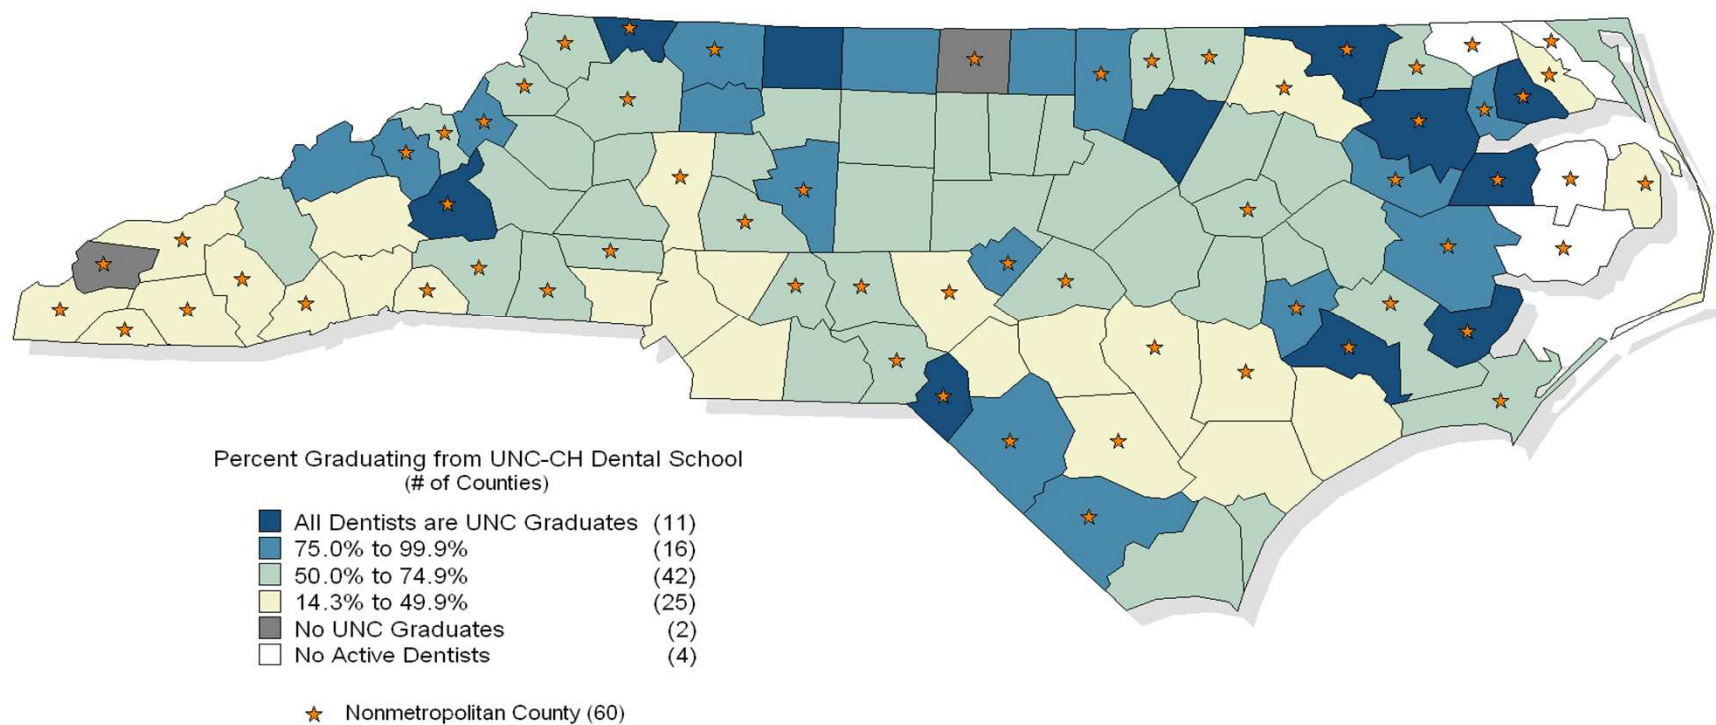 Percent Graduating from UNC-CH Dental School
(# of Counties)
All Dentists are UNC Graduates (11)
75.0% to 99.9% (16)
50.0% to 74.9% (42)
14.3% to 49.9% (25)
No UNC Graduates (2)
No Active Dentists (4)
Nonmetropolitan County (60)